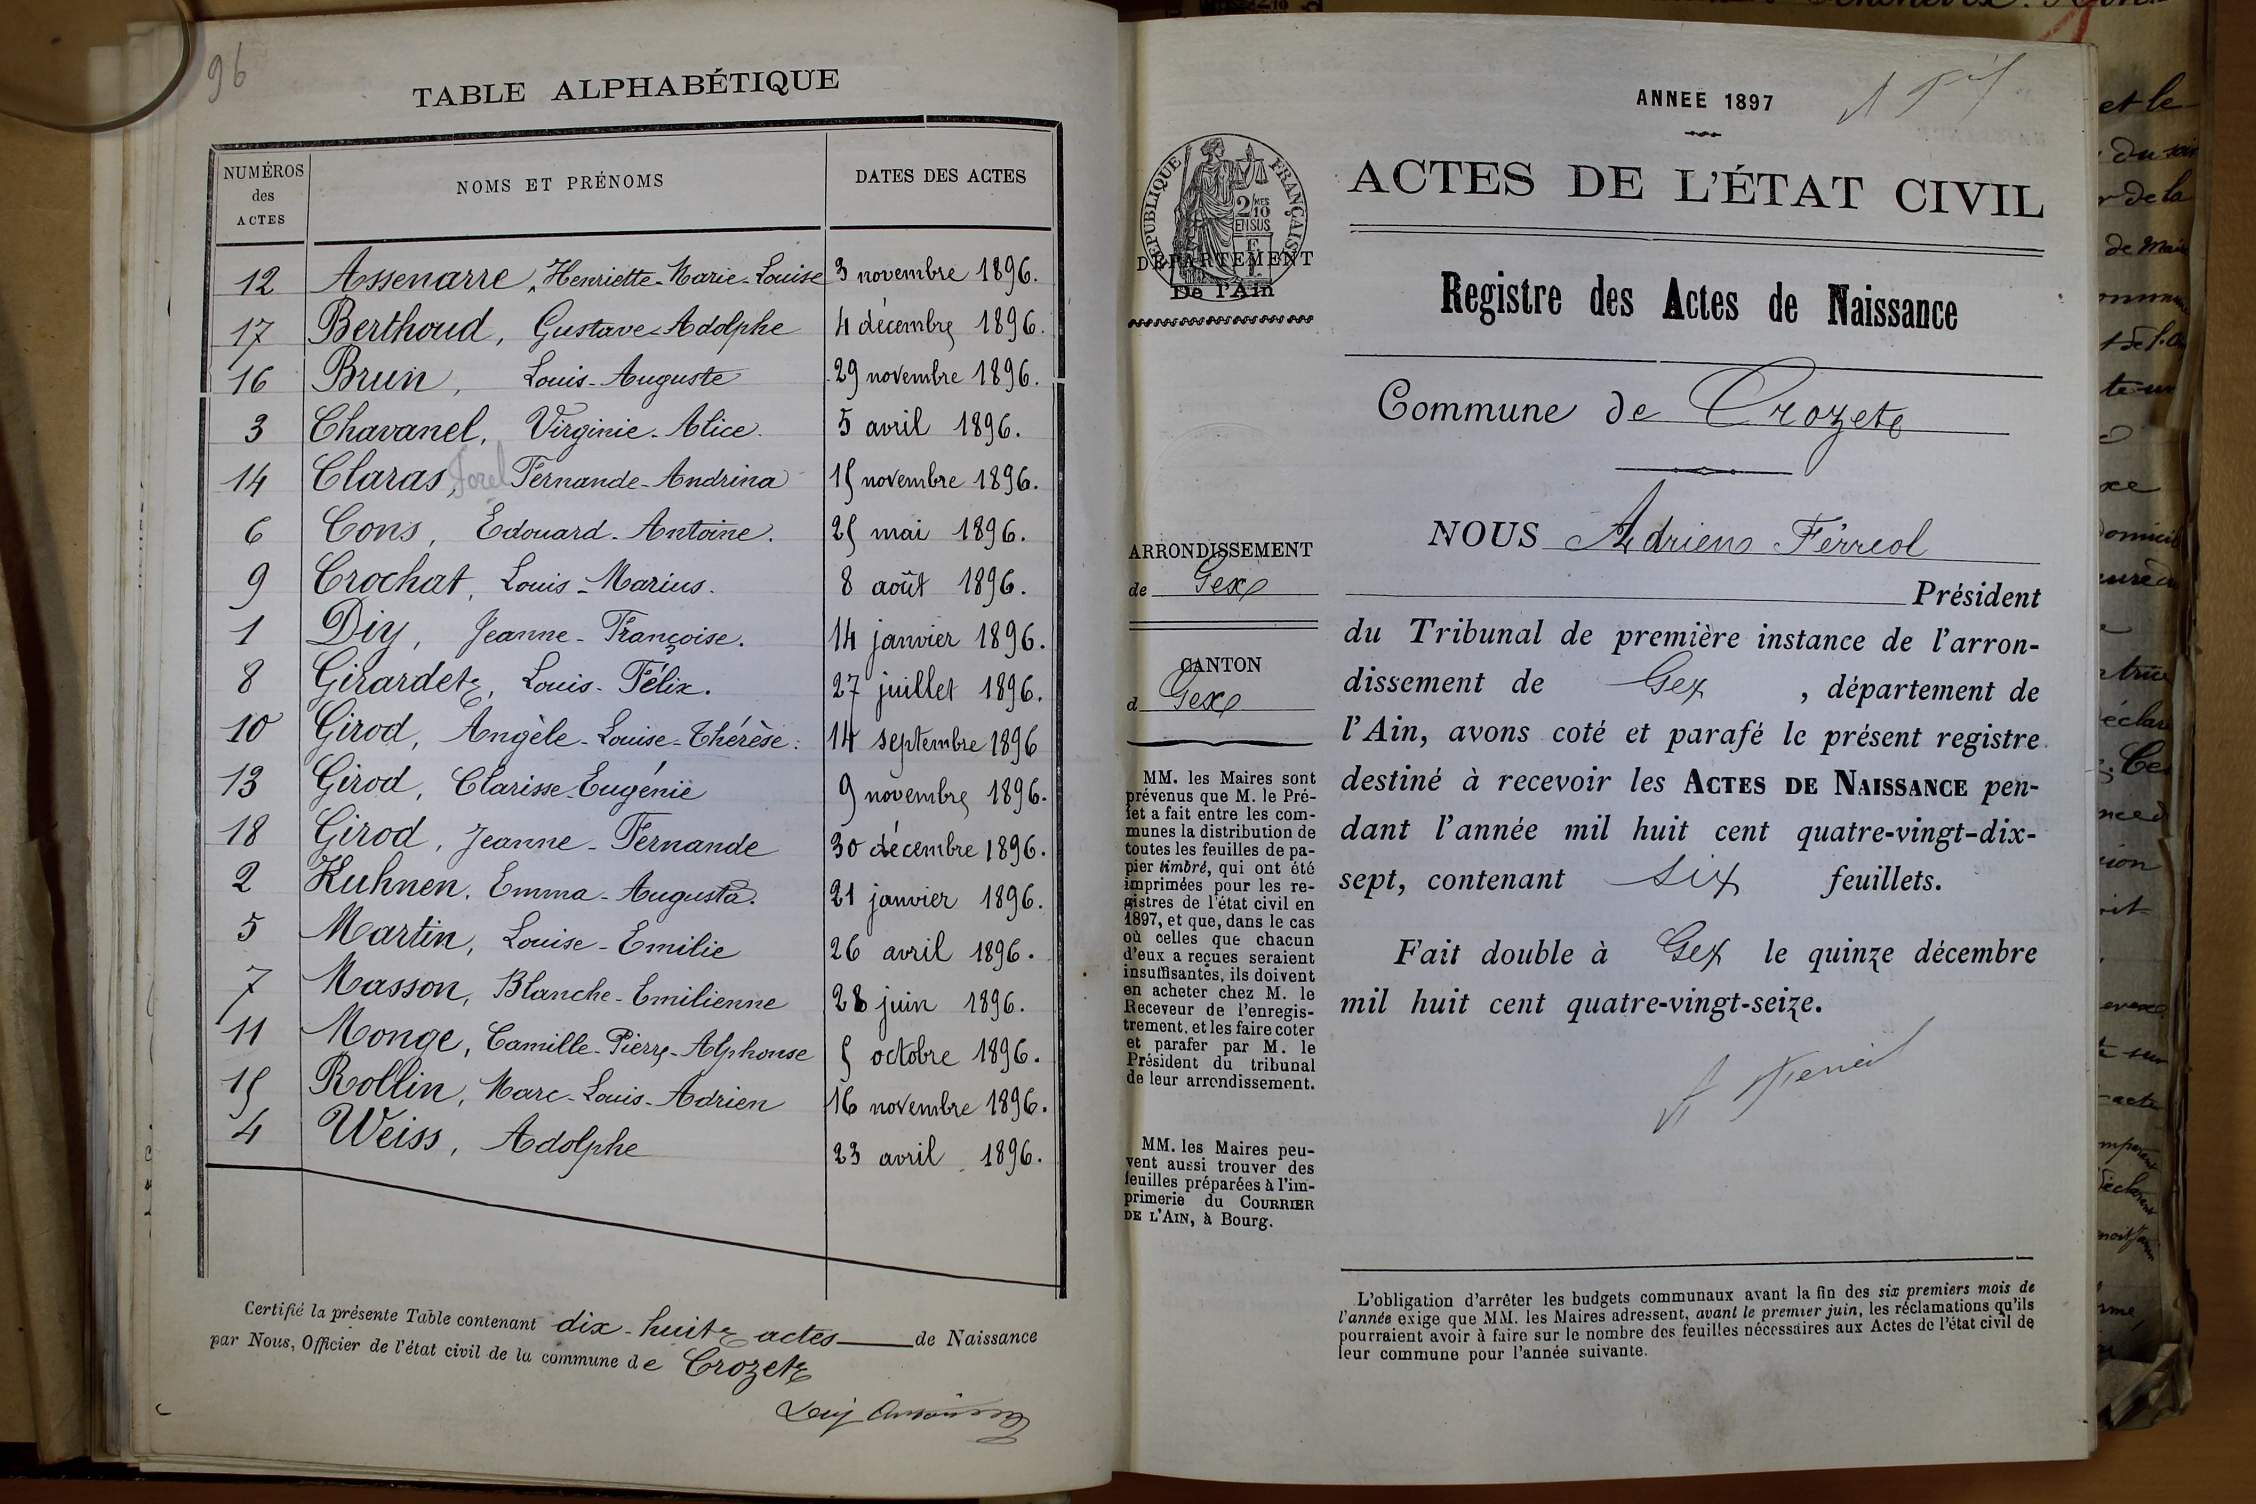 96
TABLE ALPHABÉTIQUE
NUMÉROS des ACTES
NOMS ET PRÉNOMS
DATES DES ACTES
12 Assenarre, Henriette-Marie-Louise 3 novembre 1896.
17 Berthoud, Gustave-Adolphe 4 décembre 1896.
16 Brun, Louis-Auguste 29 novembre 1896.
3 Chavanel, Virginie-Alice. 5 avril 1896.
14 Claras, Jorel Fernande-Andrina 15 novembre 1896.
6 Cons, Edouard-Antoine. 25 mai 1896.
9 Crochat, Louis-Marius. 8 août 1896.
1 Diy, Jeanne-Françoise. 14 janvier 1896.
8 Girardet, Louis-Félix. 27 juillet 1896.
10 Girod, Angèle-Louise-Thérèse. 14 septembre 1896
13 Girod, Clarisse-Eugénie 9 novembre 1896.
18 Girod, Jeanne-Fernande 30 décembre 1896.
2 Kuhnen, Emma-Augusta. 21 janvier 1896.
5 Martin, Louise-Emilie 26 avril 1896.
7 Masson, Blanche-Emilienne 28 juin 1896.
11 Monge, Camille-Pierre-Alphonse 5 octobre 1896.
15 Rollin, Marc-Louis-Adrien 16 novembre 1896.
4 Weiss, Adolphe 23 avril 1896.
Certifié la présente Table contenant dix-huit actes de Naissance
par Nous, Officier de l'état civil de la commune de Crozet
ANNEE 1897
RÉPUBLIQUE FRANÇAISE
2/10 MES
EN SUS
DÉPARTEMENT
De l'Ain
ACTES DE L'ÉTAT CIVIL
Registre des Actes de Naissance
Commune de Crozet
ARRONDISSEMENT
de Gex
CANTON
d Gex
MM. les Maires sont
prévenus que M. le Pré-
fet a fait entre les com-
munes la distribution de
toutes les feuilles de pa-
pier timbré, qui ont été
imprimées pour les re-
gistres de l'état civil en
1897, et que, dans le cas
où celles que chacun
d'eux a reçues seraient
insuffisantes, ils doivent
en acheter chez M. le
Receveur de l'enregis-
trement, et les faire coter
et parafer par M. le
Président du tribunal
de leur arrondissement.
MM. les Maires peu-
vent aussi trouver des
feuilles préparées à l'im-
primerie du COURRIER
DE L'AIN, à Bourg.
NOUS Adrien Ferréol
Président
du Tribunal de première instance de l'arron-
dissement de Gex, département de
l'Ain, avons coté et parafé le présent registre
destiné à recevoir les ACTES DE NAISSANCE pen-
dant l'année mil huit cent quatre-vingt-dix-
sept, contenant six feuillets.
Fait double à Gex le quinze décembre
mil huit cent quatre-vingt-seize.
L'obligation d'arrêter les budgets communaux avant la fin des six premiers mois de
l'année exige que MM. les Maires adressent, avant le premier juin, les réclamations qu'ils
pourraient avoir à faire sur le nombre des feuilles nécessaires aux Actes de l'état civil de
leur commune pour l'année suivante.